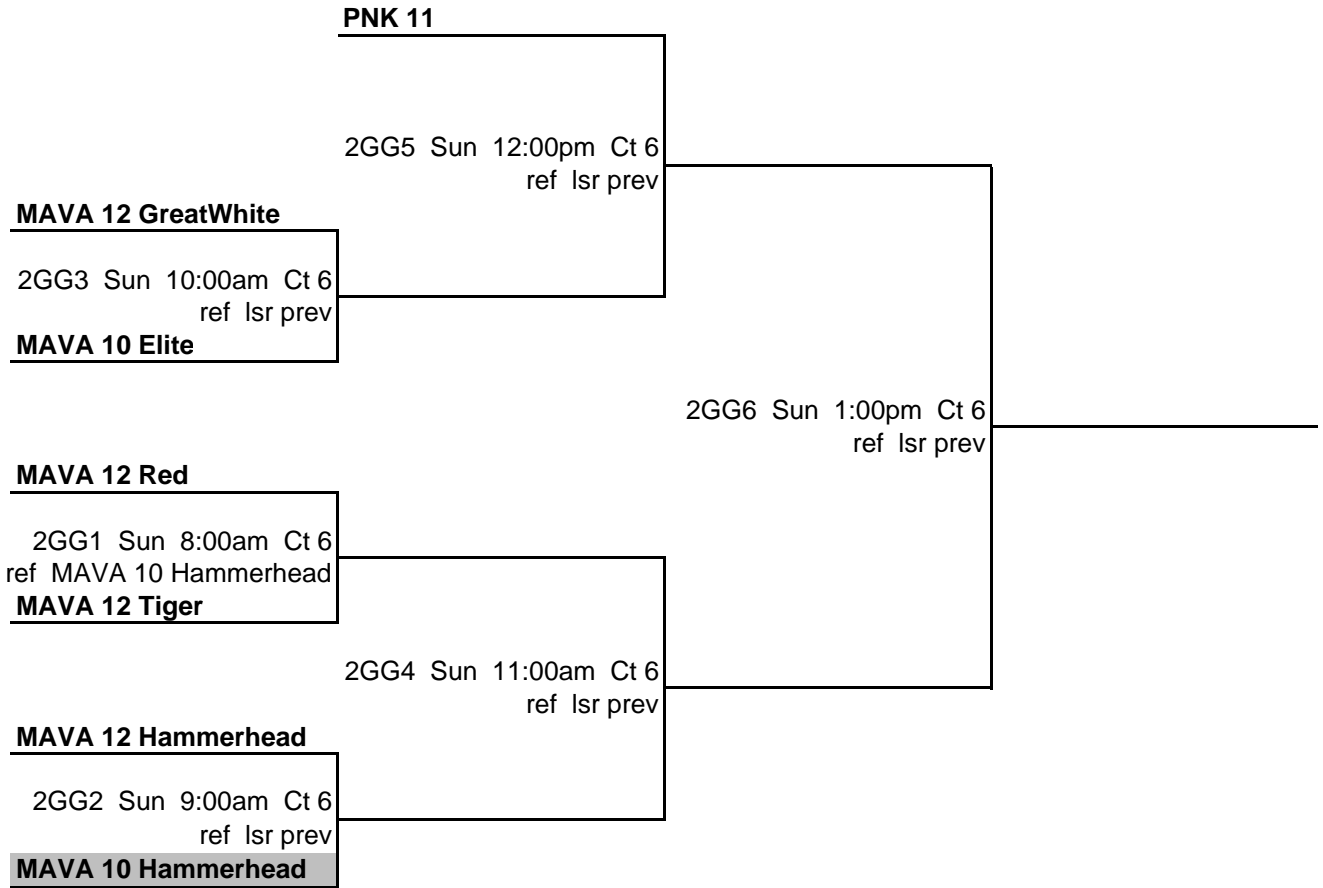 PNK 11
2GG5 Sun 12:00pm Ct 6
ref lsr prev
MAVA 12 GreatWhite
2GG3 Sun 10:00am Ct 6
ref lsr prev
MAVA 10 Elite
2GG6 Sun 1:00pm Ct 6
ref lsr prev
MAVA 12 Red
2GG1 Sun 8:00am Ct 6
ref MAVA 10 Hammerhead
MAVA 12 Tiger
2GG4 Sun 11:00am Ct 6
ref lsr prev
MAVA 12 Hammerhead
2GG2 Sun 9:00am Ct 6
ref lsr prev
MAVA 10 Hammerhead